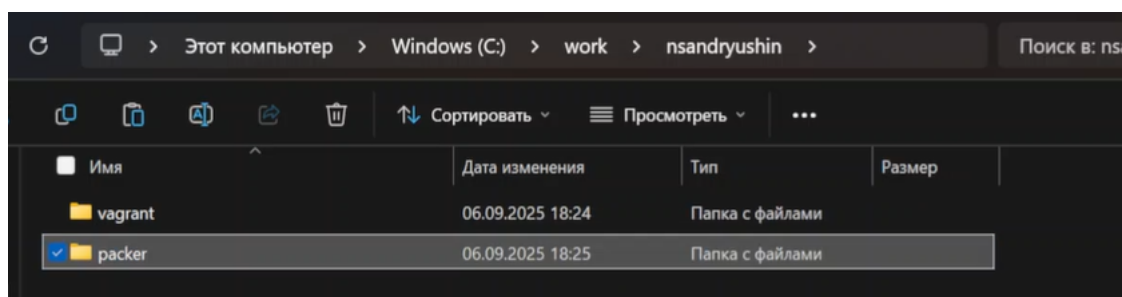 Этот компьютер > Windows (C:) > work > nsandryushin > Поиск в: nsa
Сортировать Просмотреть •••
Имя Дата изменения Тип Размер
vagrant 06.09.2025 18:24 Папка с файлами
packer 06.09.2025 18:25 Папка с файлами